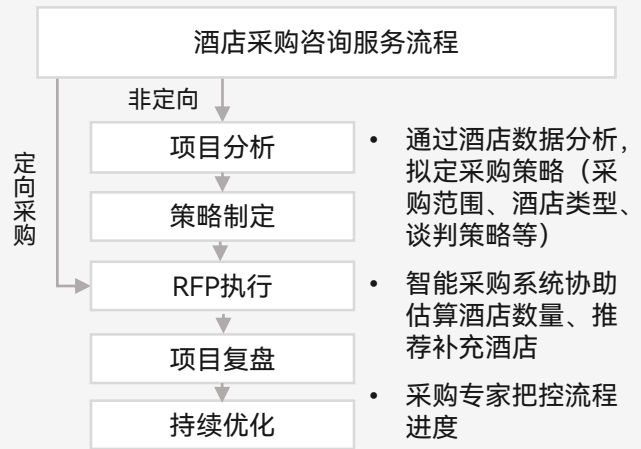 酒店采购咨询服务流程
非定向
定向采购
项目分析
策略制定
RFP执行
项目复盘
持续优化
• 通过酒店数据分析，
拟定采购策略（采
购范围、酒店类型、
谈判策略等）
• 智能采购系统协助
估算酒店数量、推
荐补充酒店
• 采购专家把控流程
进度